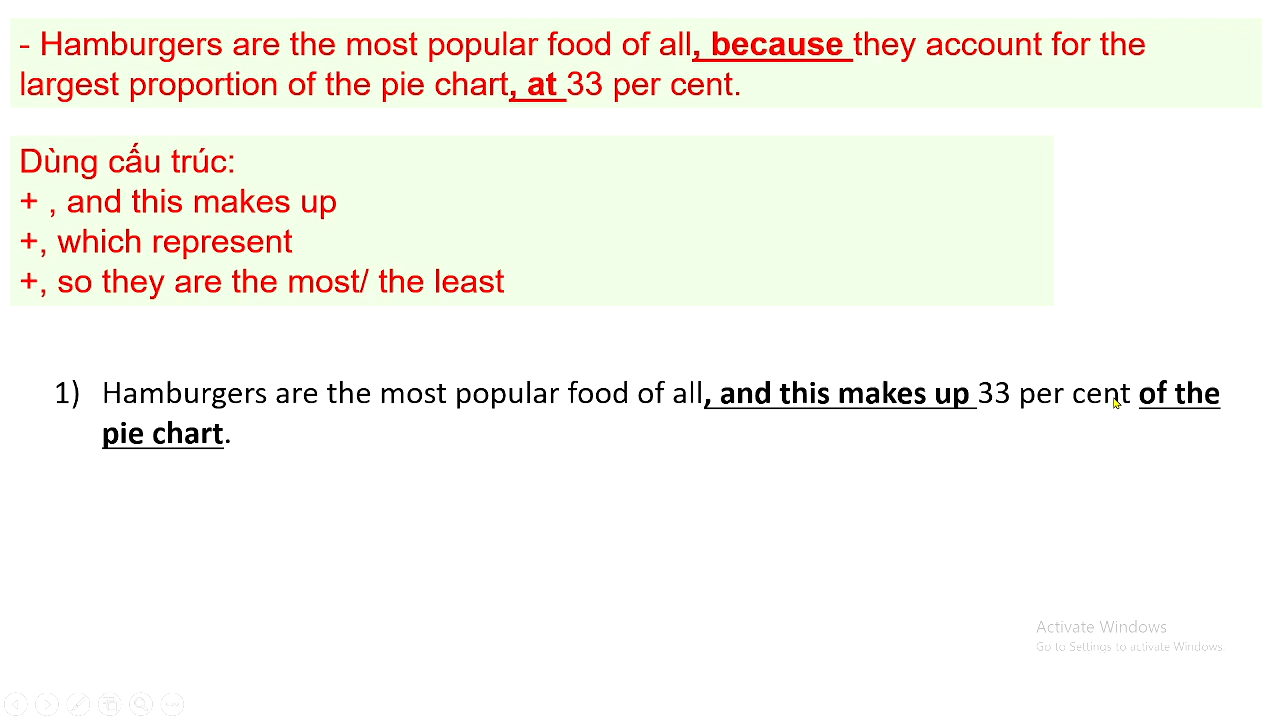 - Hamburgers are the most popular food of all, because they account for the
largest proportion of the pie chart, at 33 per cent.
Dùng cấu trúc:
+ , and this makes up
+, which represent
+, so they are the most/ the least
1) Hamburgers are the most popular food of all, and this makes up 33 per cent of the
pie chart.
Activate Windows
Go to Settings to activate Windows